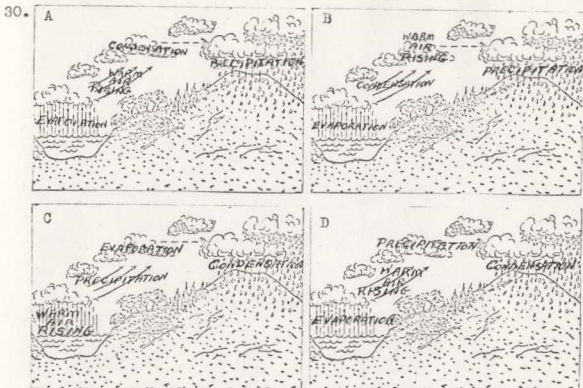 30.
A
CONDENSATION
PRECIPITATION
WARM
AIR
RISING
EVAPORATION
B
WARM
AIR
RISING
PRECIPITATION
CONDENSATION
EVAPORATION
C
EVAPORATION
CONDENSATION
PRECIPITATION
WARM
AIR
RISING
D
PRECIPITATION
CONDENSATION
WARM
AIR
RISING
EVAPORATION